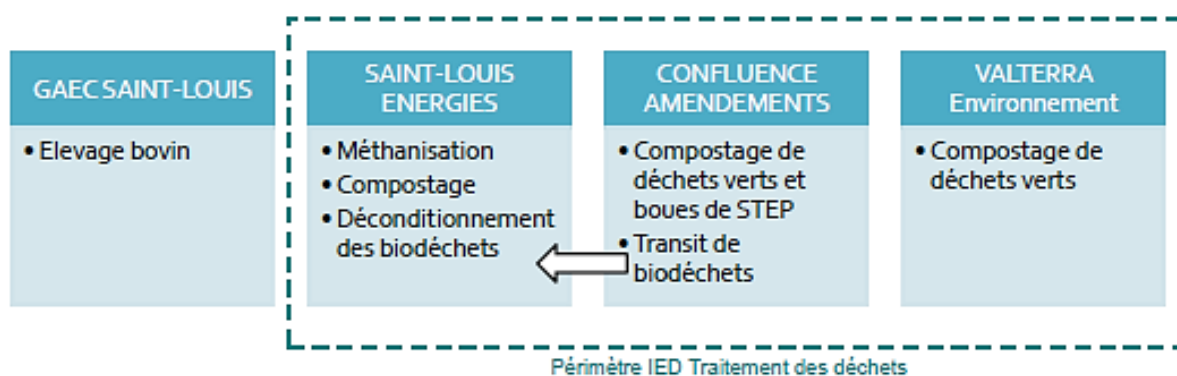 GAEC SAINT-LOUIS
• Elevage bovin
SAINT-LOUIS
ENERGIES
• Méthanisation
• Compostage
• Déconditionnement
des biodéchets
CONFLUENCE
AMENDEMENTS
• Compostage de
déchets verts et
boues de STEP
• Transit de
biodéchets
VALTERRA
Environnement
• Compostage de
déchets verts
Périmètre IED Traitement des déchets